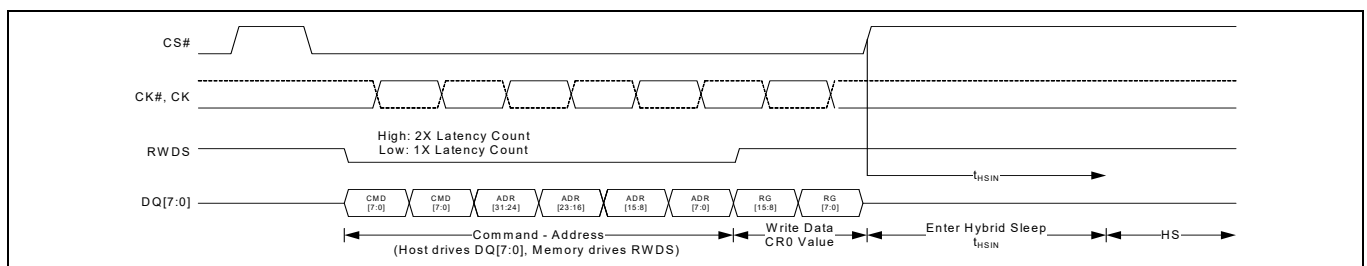 CS#
CK#, CK
High: 2X Latency Count
Low: 1X Latency Count
RWDS
tHSIN
DQ[7:0]
CMD [7:0]
CMD [7:0]
ADR [31:24]
ADR [23:16]
ADR [15:8]
ADR [7:0]
RG [15:8]
RG [7:0]
Command - Address
(Host drives DQ[7:0], Memory drives RWDS)
Write Data
CR0 Value
Enter Hybrid Sleep
tHSIN
HS